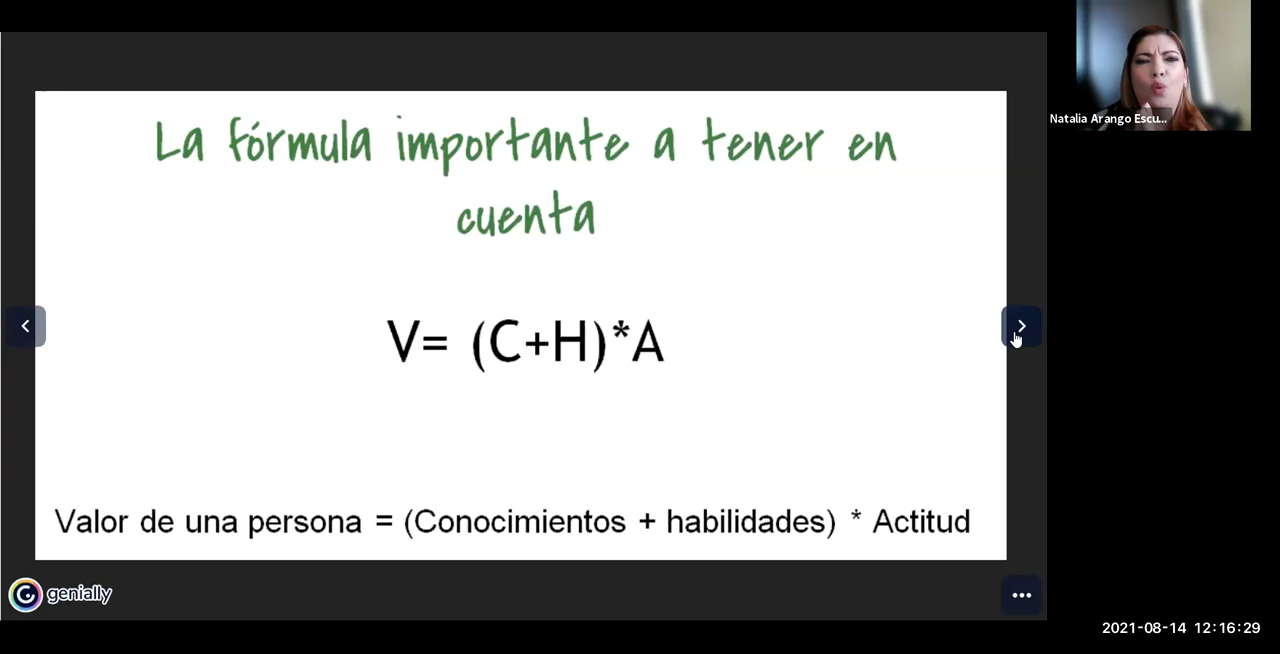 La fórmula importante a tener en
cuenta
V= (C+H)*A
Valor de una persona = (Conocimientos + habilidades) * Actitud
genially
Natalia Arango Escu...
2021-08-14 12:16:29